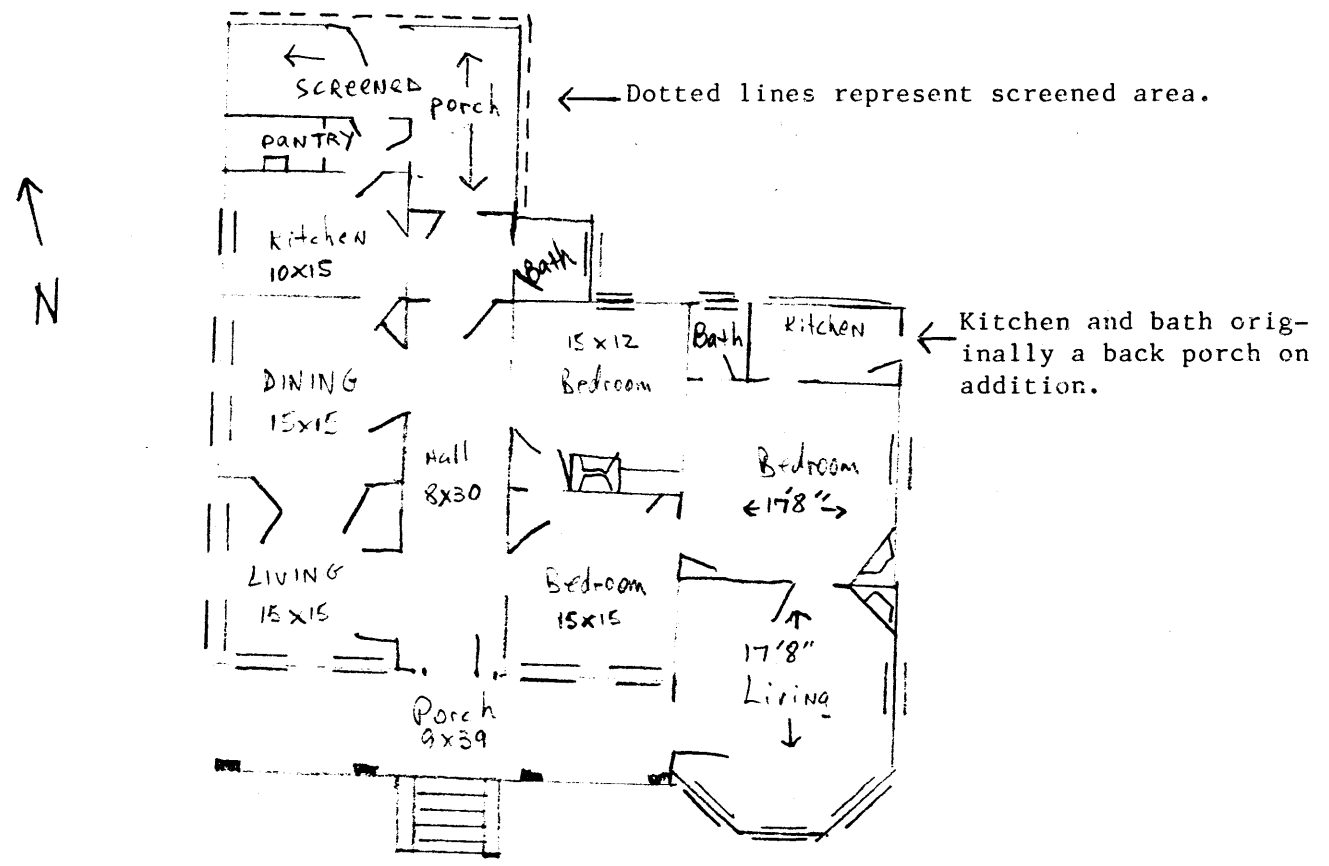 SCREENED
porch
Dotted lines represent screened area.
PANTRY
N
Kitchen
10x15
Bath
15x12
Bedroom
Bath
Kitchen
Kitchen and bath orig-
inally a back porch on
addition.
DINING
15x15
Hall
8x30
Bedroom
17'8"
LIVING
15x15
Bedroom
15x15
17'8"
Living
Porch
9x39